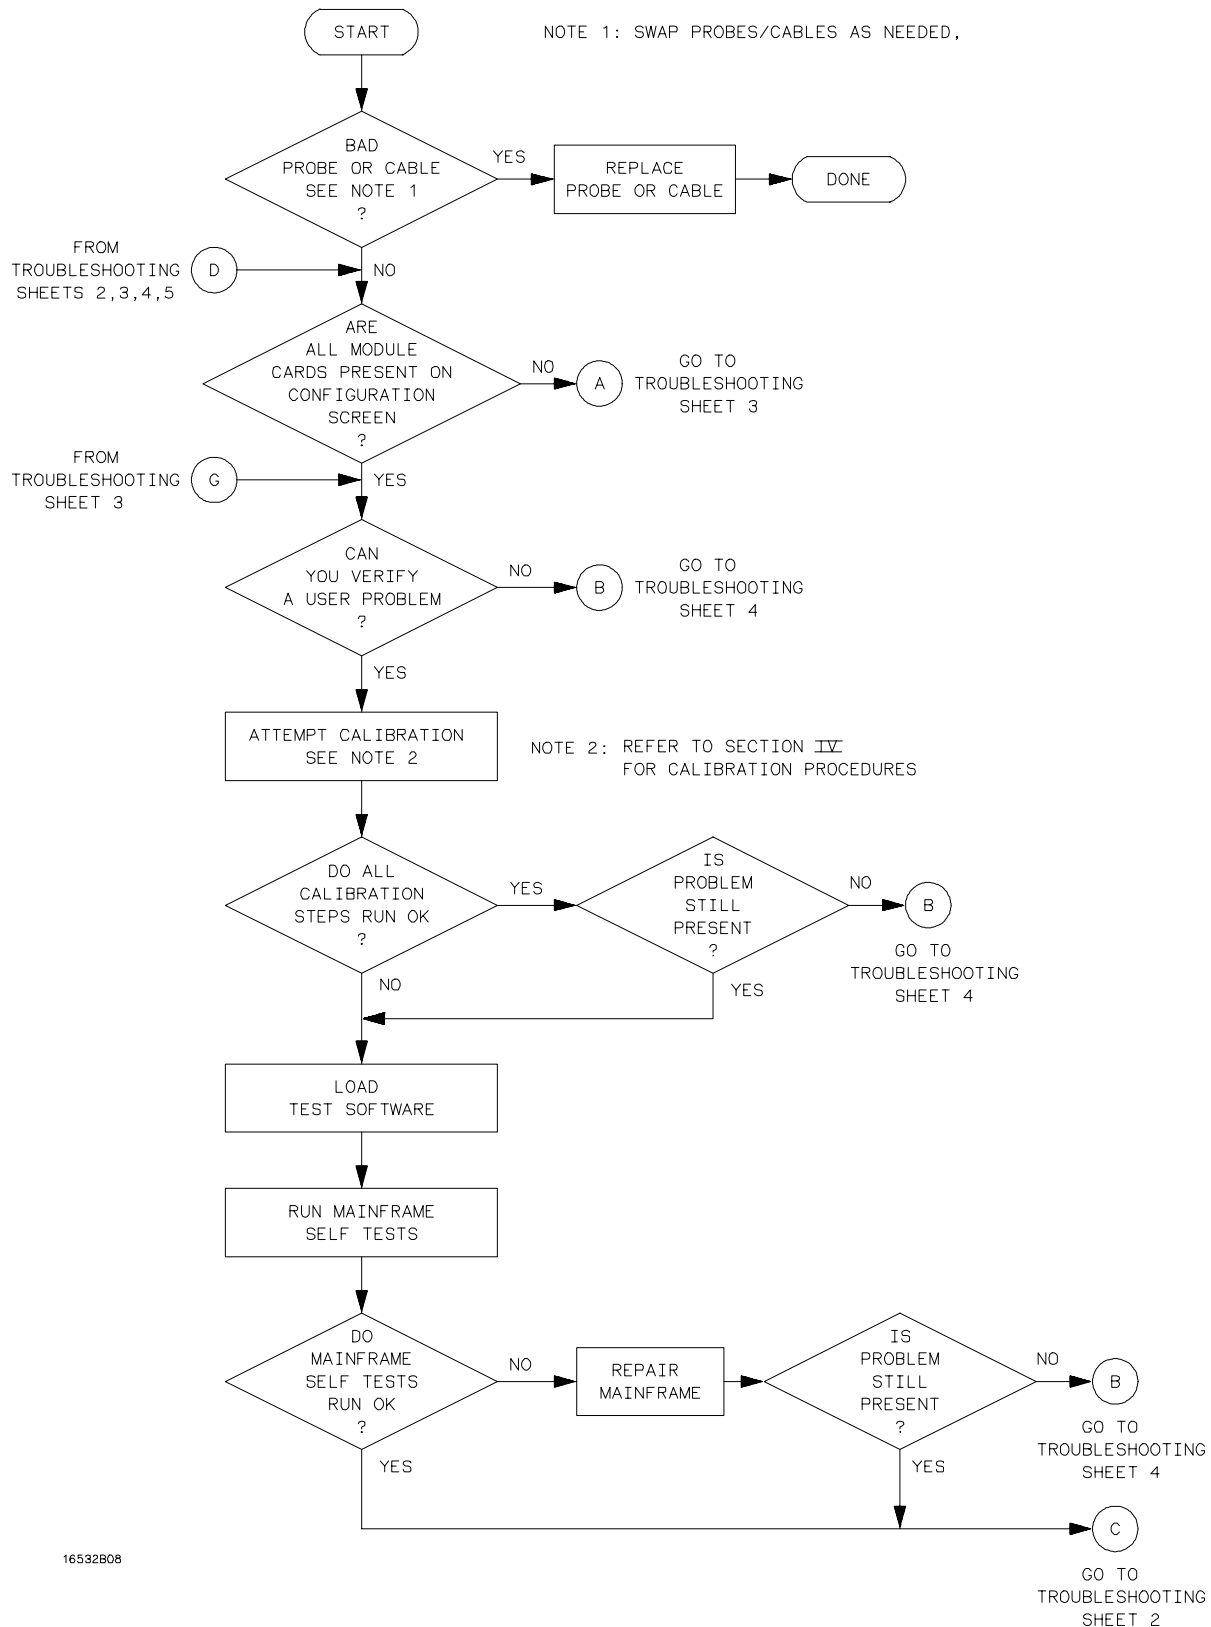 START
NOTE 1: SWAP PROBES/CABLES AS NEEDED,
BAD
PROBE OR CABLE
SEE NOTE 1
?
YES
REPLACE
PROBE OR CABLE
DONE
FROM
TROUBLESHOOTING
SHEETS 2,3,4,5
D
NO
ARE
ALL MODULE
CARDS PRESENT ON
CONFIGURATION
SCREEN
?
NO
A
GO TO
TROUBLESHOOTING
SHEET 3
FROM
TROUBLESHOOTING
SHEET 3
G
YES
CAN
YOU VERIFY
A USER PROBLEM
?
NO
B
GO TO
TROUBLESHOOTING
SHEET 4
YES
ATTEMPT CALIBRATION
SEE NOTE 2
NOTE 2: REFER TO SECTION IV
FOR CALIBRATION PROCEDURES
DO ALL
CALIBRATION
STEPS RUN OK
?
YES
IS
PROBLEM
STILL
PRESENT
?
NO
B
GO TO
TROUBLESHOOTING
SHEET 4
NO
YES
LOAD
TEST SOFTWARE
RUN MAINFRAME
SELF TESTS
DO
MAINFRAME
SELF TESTS
RUN OK
?
NO
REPAIR
MAINFRAME
IS
PROBLEM
STILL
PRESENT
?
NO
B
GO TO
TROUBLESHOOTING
SHEET 4
YES
YES
C
GO TO
TROUBLESHOOTING
SHEET 2
16532B08